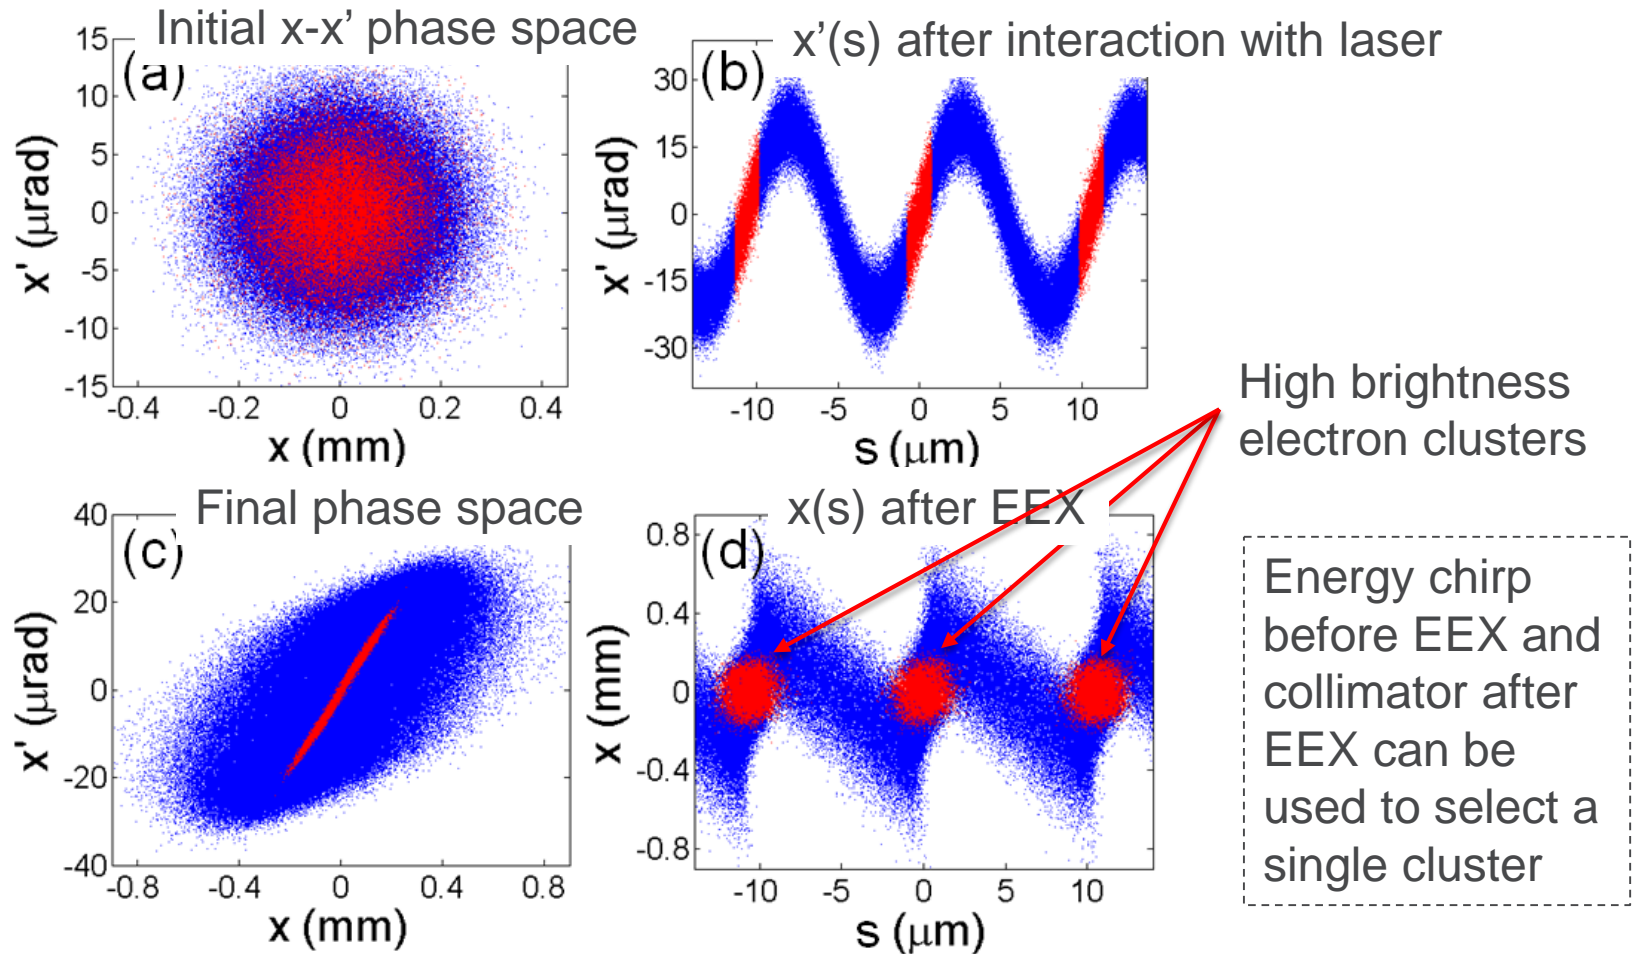 Initial x-x’ phase space
(a)
15
10
5
0
-5
-10
-15
x' (μrad)
-0.4 -0.2 0 0.2 0.4
x (mm)
x’(s) after interaction with laser
(b)
30
15
0
-15
-30
x' (μrad)
-10 -5 0 5 10
s (μm)
High brightness
electron clusters
Final phase space
(c)
40
20
0
-20
-40
x' (μrad)
-0.8 -0.4 0 0.4 0.8
x (mm)
x(s) after EEX
(d)
0.8
0.4
0
-0.4
-0.8
x (mm)
-10 -5 0 5 10
s (μm)
Energy chirp
before EEX and
collimator after
EEX can be
used to select a
single cluster